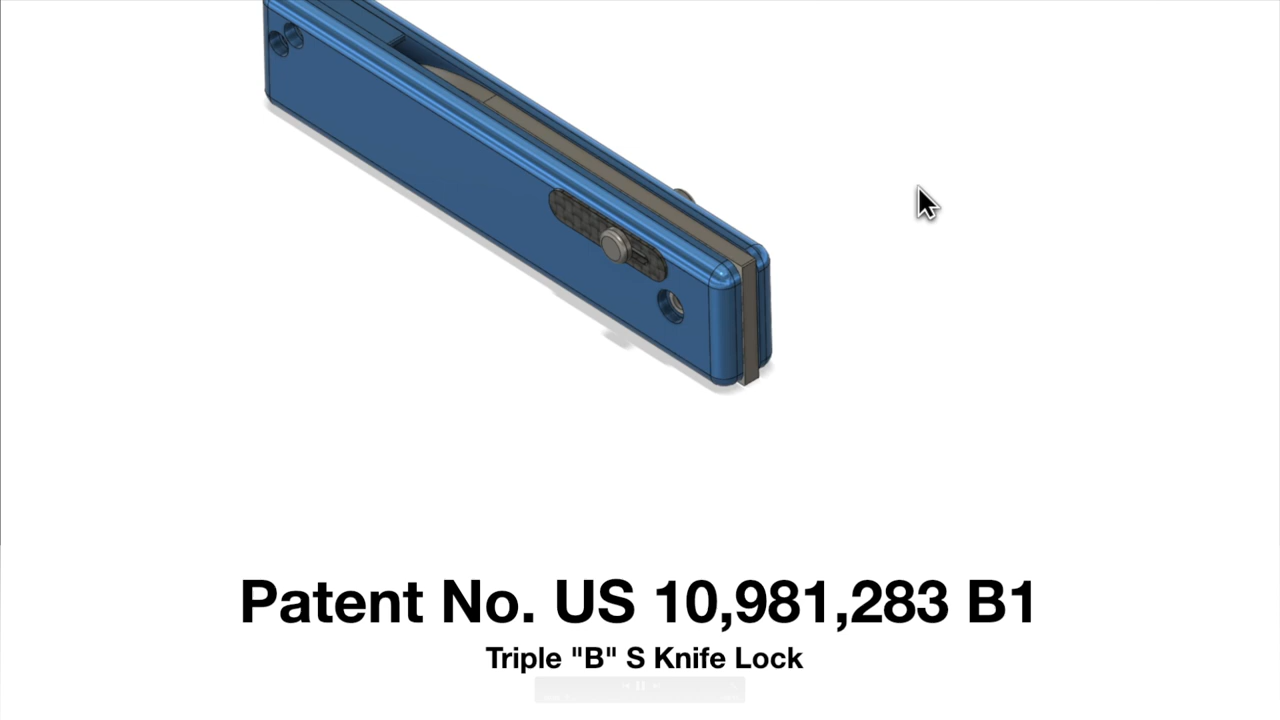 Patent No. US 10,981,283 B1
Triple "B" S Knife Lock